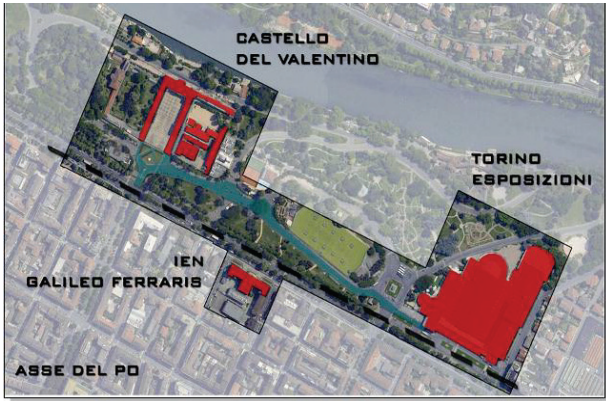 CASTELLO
DEL VALENTINO
TORINO
ESPOSIZIONI
IEN
GALILEO FERRARIS
ASSE DEL PO